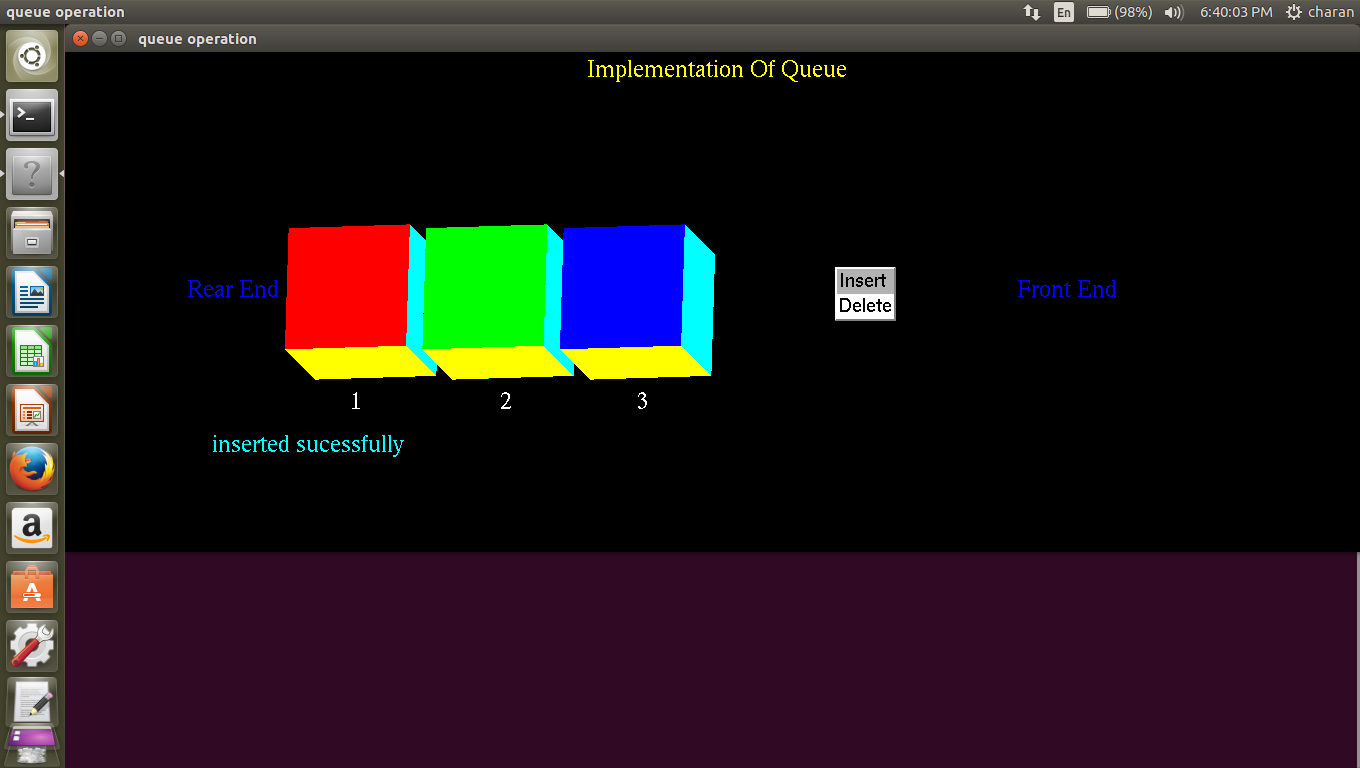 queue operation
En (98%) 6:40:03 PM charan
queue operation
Implementation Of Queue
Rear End
Insert
Delete
Front End
1 2 3
inserted sucessfully